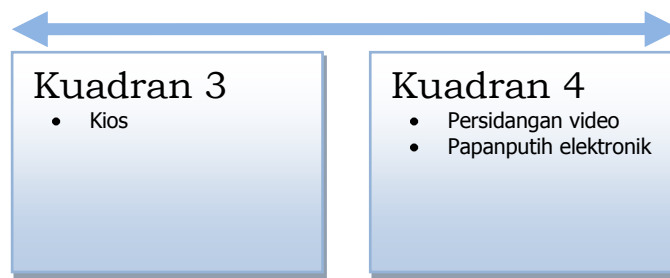 Kuadran 3
• Kios
Kuadran 4
• Persidangan video
• Papanputih elektronik